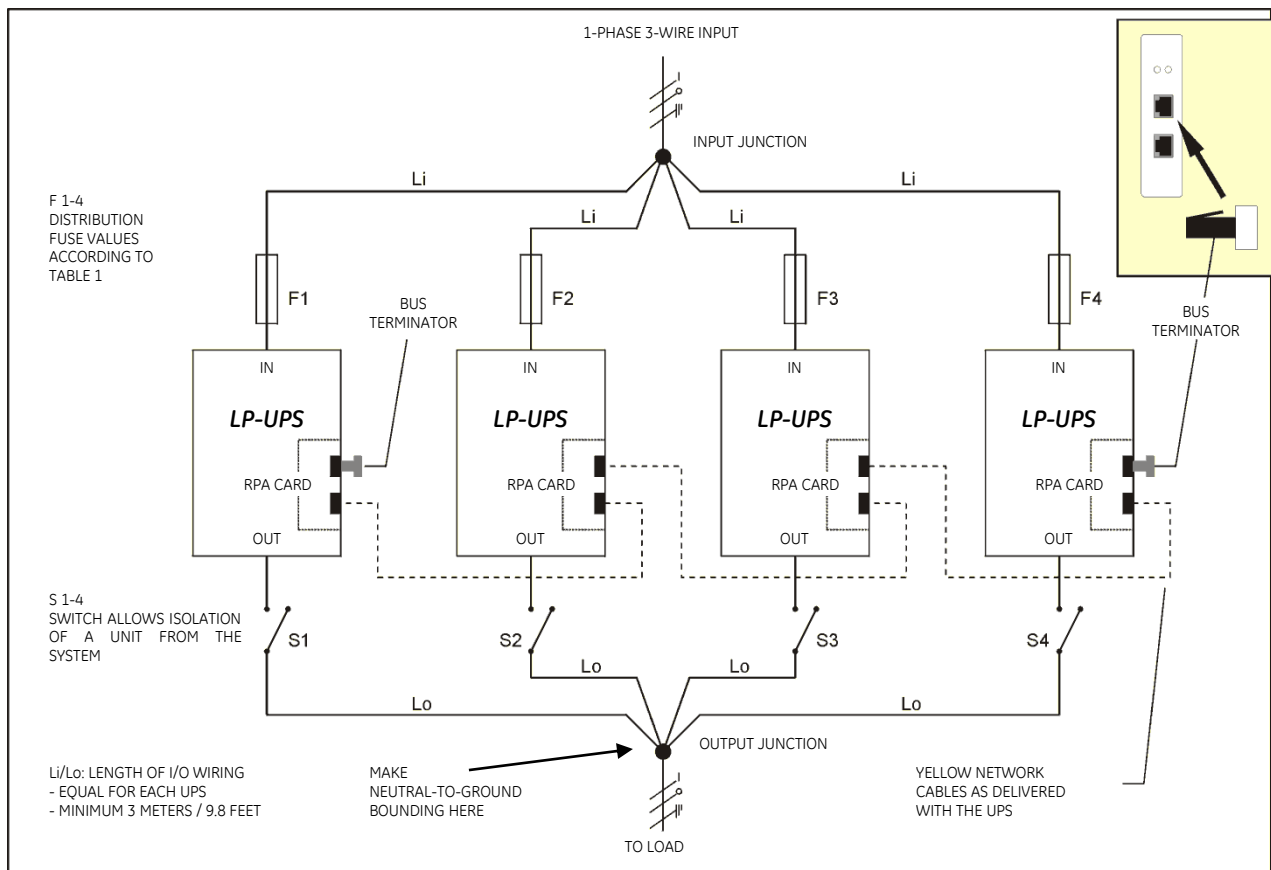 1-PHASE 3-WIRE INPUT
INPUT JUNCTION
Li
Li
Li
Li
F 1-4
DISTRIBUTION
FUSE VALUES
ACCORDING TO
TABLE 1
F1
F2
F3
F4
BUS
TERMINATOR
BUS
TERMINATOR
IN
IN
IN
IN
LP-UPS
LP-UPS
LP-UPS
LP-UPS
RPA CARD
RPA CARD
RPA CARD
RPA CARD
OUT
OUT
OUT
OUT
S 1-4
SWITCH ALLOWS ISOLATION
OF A UNIT FROM THE
SYSTEM
S1
S2
S3
S4
Lo
Lo
Lo
Lo
OUTPUT JUNCTION
Li/Lo: LENGTH OF I/O WIRING
- EQUAL FOR EACH UPS
- MINIMUM 3 METERS / 9.8 FEET
MAKE
NEUTRAL-TO-GROUND
BOUNDING HERE
YELLOW NETWORK
CABLES AS DELIVERED
WITH THE UPS
TO LOAD